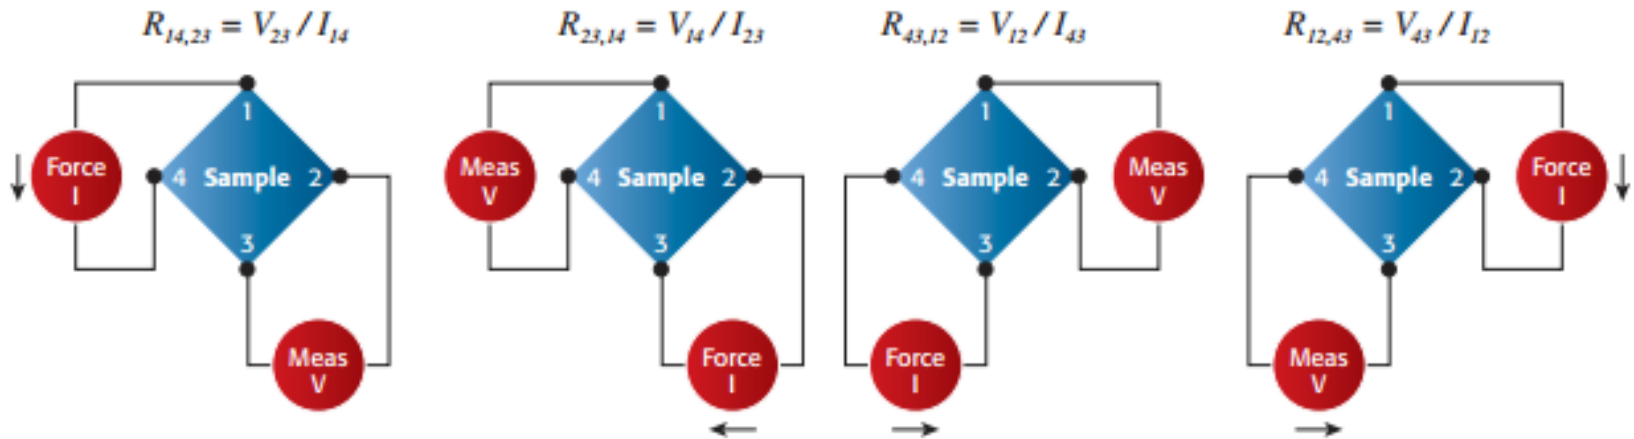 R14,23 = V23 / I14
R23,14 = V14 / I23
R43,12 = V12 / I43
R12,43 = V43 / I12
1
Force
I
4 Sample 2
3
Meas
V
1
Meas
V
4 Sample 2
3
Force
I
1
4 Sample 2
Meas
V
3
Force
I
1
4 Sample 2
Force
I
3
Meas
V